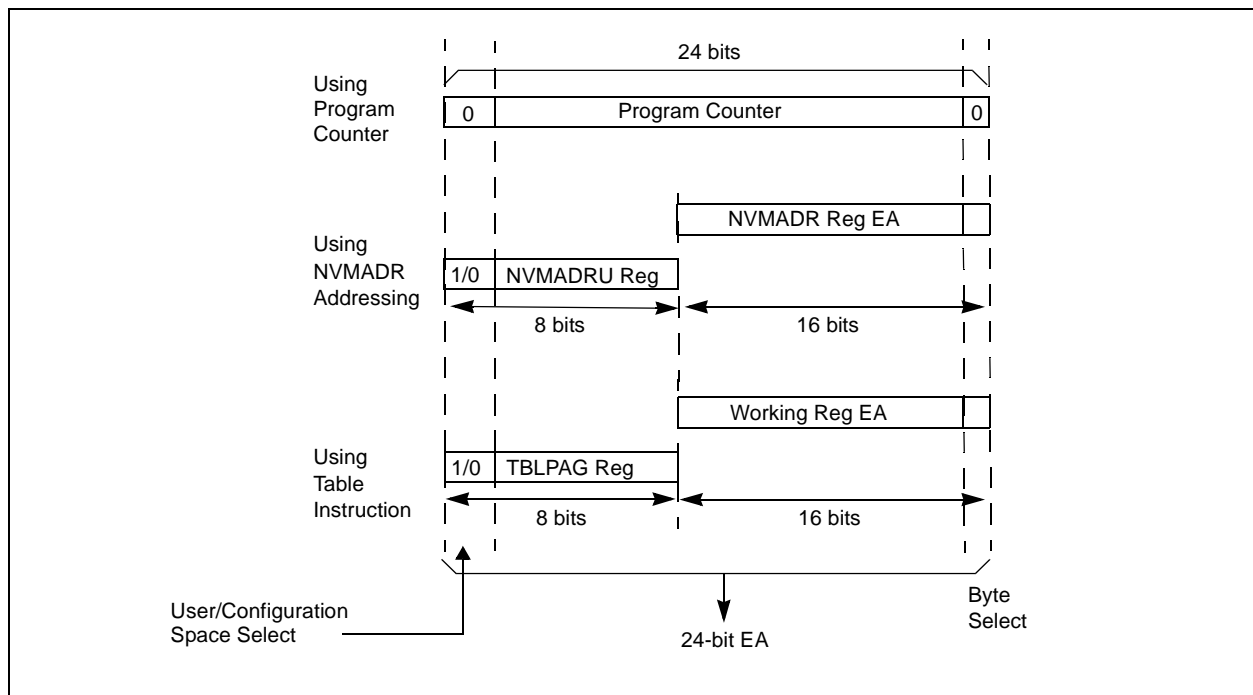 24 bits
Using
Program
Counter
0
Program Counter
0
NVMADR Reg EA
Using
NVMADR
Addressing
1/0
NVMADRU Reg
8 bits
16 bits
Working Reg EA
Using
Table
Instruction
1/0
TBLPAG Reg
8 bits
16 bits
User/Configuration
Space Select
24-bit EA
Byte
Select